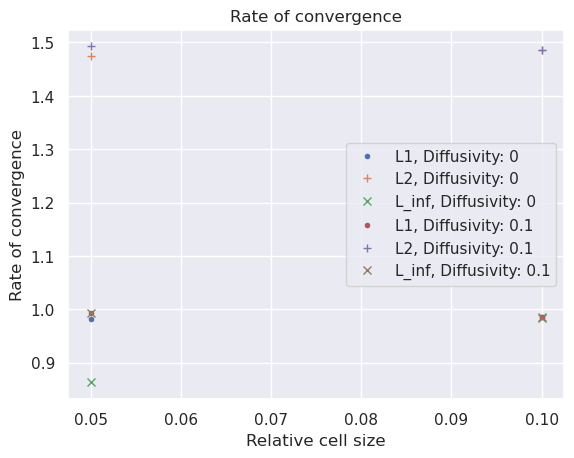 Rate of convergence
1.5
1.4
1.3
1.2
1.1
1.0
0.9
Rate of convergence
L1, Diffusivity: 0
L2, Diffusivity: 0
L_inf, Diffusivity: 0
L1, Diffusivity: 0.1
L2, Diffusivity: 0.1
L_inf, Diffusivity: 0.1
0.05 0.06 0.07 0.08 0.09 0.10
Relative cell size